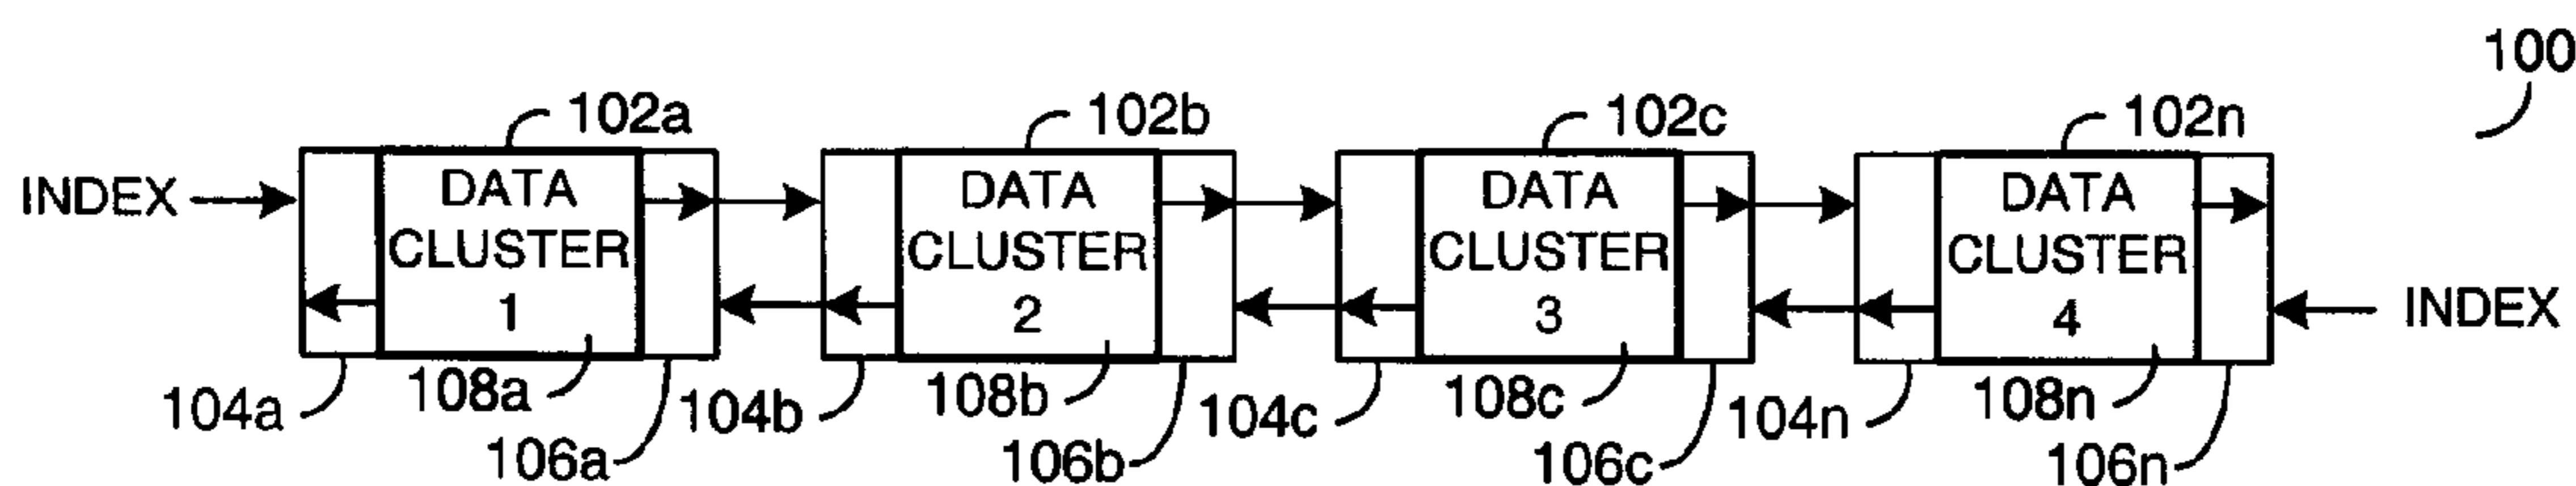 100
102a
102b
102c
102n
INDEX
DATA
CLUSTER
1
DATA
CLUSTER
2
DATA
CLUSTER
3
DATA
CLUSTER
4
INDEX
104a
108a
106a
104b
108b
106b
104c
108c
106c
104n
108n
106n